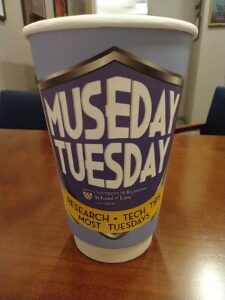 MUSEDAY
TUESDAY
UNIVERSITY OF RICHMOND
School of Law
RESEARCH • TECH TIPS
MOST TUESDAYS